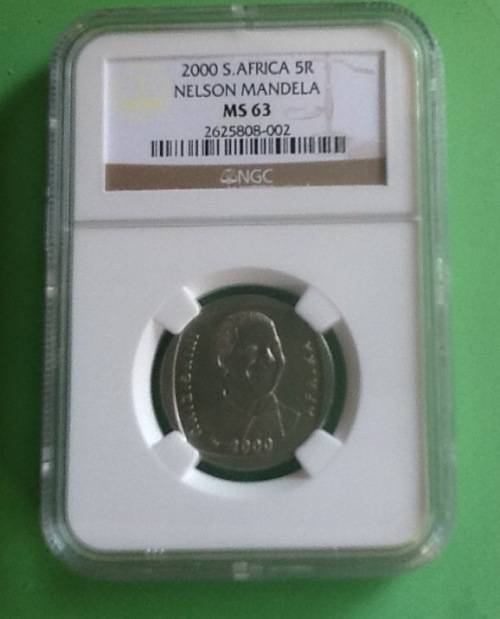 2000 S.AFRICA 5R
NELSON MANDELA
MS 63
2625808-002
NGC
2000